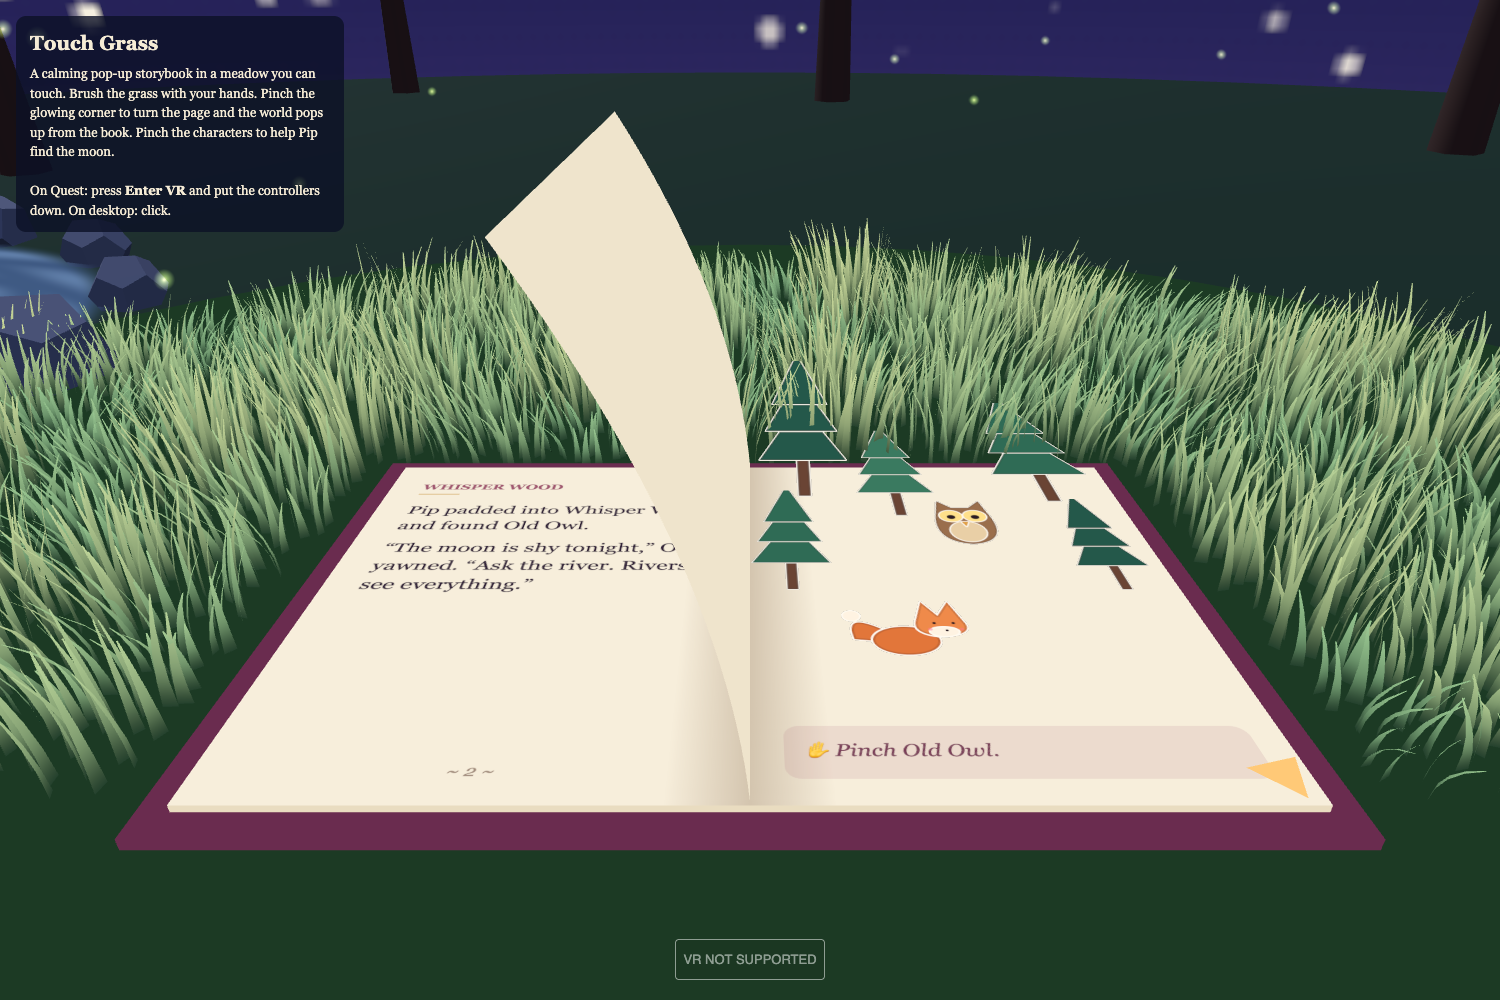 Touch Grass
A calming pop-up storybook in a meadow you can
touch. Brush the grass with your hands. Pinch the
glowing corner to turn the page and the world pops
up from the book. Pinch the characters to help Pip
find the moon.
On Quest: press Enter VR and put the controllers
down. On desktop: click.
WHISPER WOOD
Pip padded into Whisper
and found Old Owl.
“The moon is shy tonight,”
yawned. “Ask the river. Rivers
see everything.”
~ 2 ~
✋ Pinch Old Owl.
VR NOT SUPPORTED